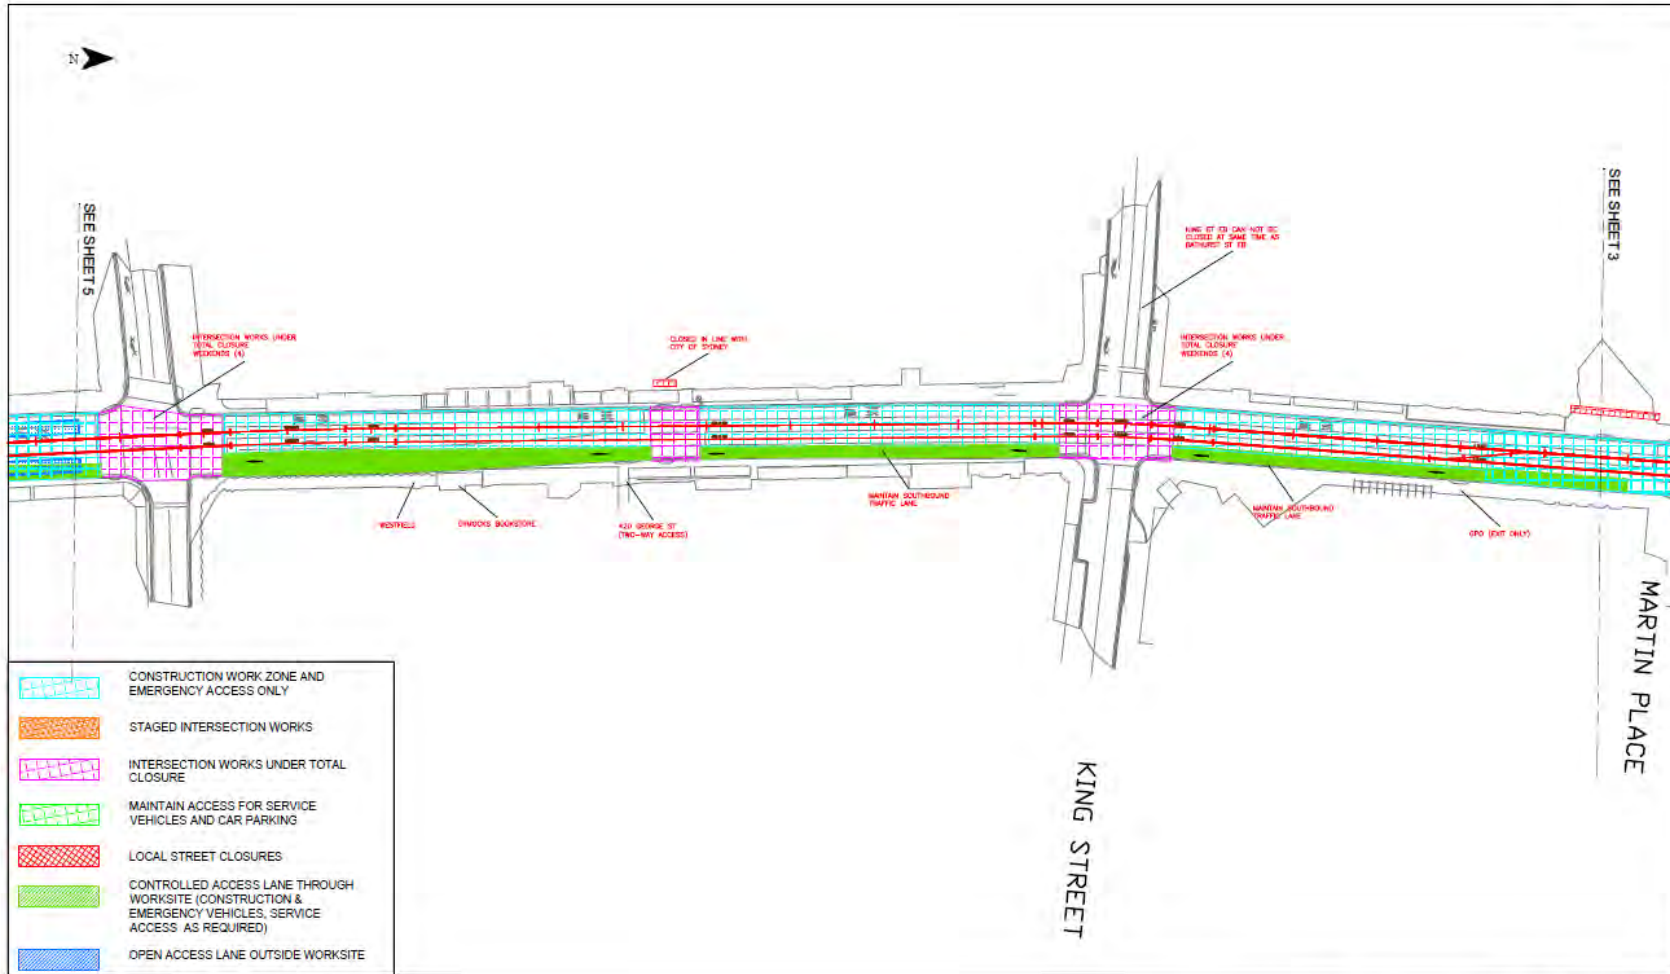 N
SEE SHEET 5
SEE SHEET 3
KING ST EB CAN NOT BE
CLOSED AT SAME TIME AS
BATHURST ST EB
INTERSECTION WORKS UNDER
TOTAL CLOSURE
WEEKENDS (4)
CLOSED IN LINE WITH
CITY OF SYDNEY
INTERSECTION WORKS UNDER
TOTAL CLOSURE
WEEKENDS (4)
WESTFIELD
DYMOCKS BOOKSTORE
420 GEORGE ST
(TWO-WAY ACCESS)
MAINTAIN SOUTHBOUND
TRAFFIC LANE
MAINTAIN SOUTHBOUND
TRAFFIC LANE
GPO (EXIT ONLY)
MARTIN PLACE
KING STREET
CONSTRUCTION WORK ZONE AND
EMERGENCY ACCESS ONLY
STAGED INTERSECTION WORKS
INTERSECTION WORKS UNDER TOTAL
CLOSURE
MAINTAIN ACCESS FOR SERVICE
VEHICLES AND CAR PARKING
LOCAL STREET CLOSURES
CONTROLLED ACCESS LANE THROUGH
WORKSITE (CONSTRUCTION &
EMERGENCY VEHICLES, SERVICE
ACCESS AS REQUIRED)
OPEN ACCESS LANE OUTSIDE WORKSITE